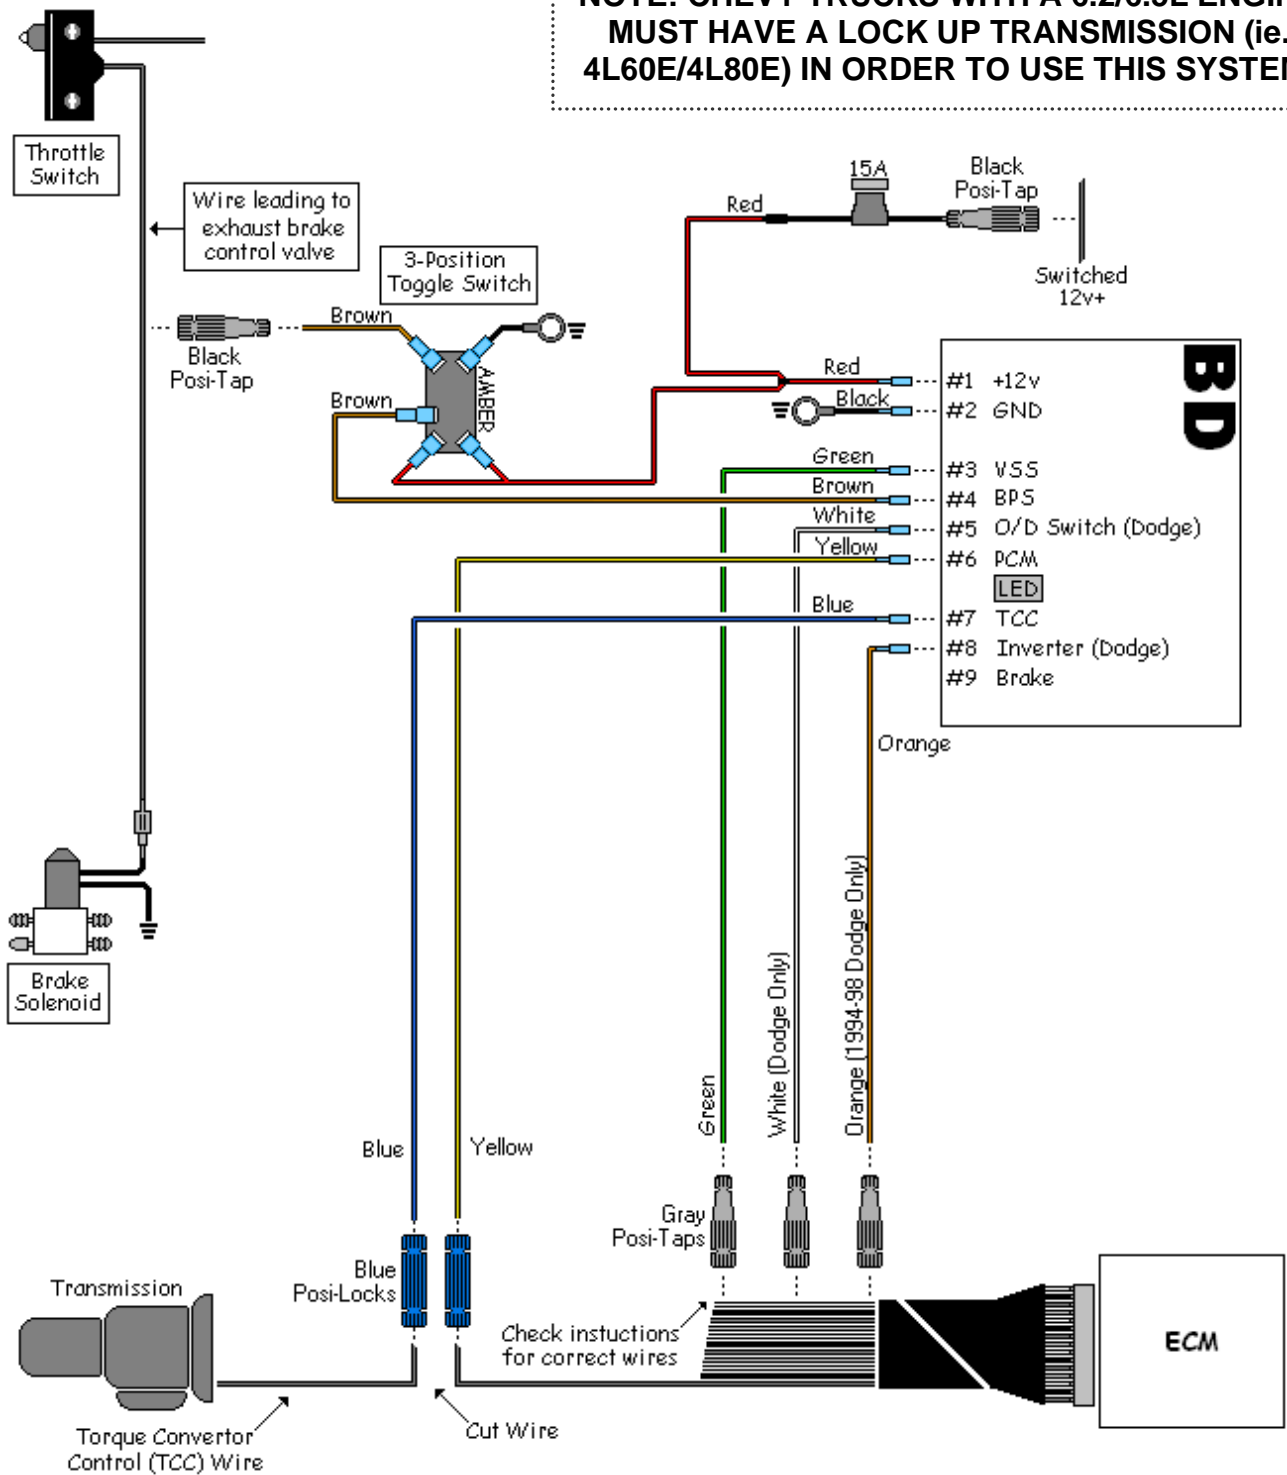 MUST HAVE A LOCK UP TRANSMISSION (ie.
4L60E/4L80E) IN ORDER TO USE THIS SYSTEM
Throttle
Switch
Wire leading to
exhaust brake
control valve
3-Position
Toggle Switch
15A
Black
Posi-Tap
Red
Switched
12v+
Brown
Black
Posi-Tap
AMBER
Brown
BD
Red
#1 +12v
Black
#2 GND
Green
#3 VSS
Brown
#4 BPS
White
#5 O/D Switch (Dodge)
Yellow
#6 PCM
LED
Blue
#7 TCC
#8 Inverter (Dodge)
#9 Brake
Orange
Brake
Solenoid
Green
White (Dodge Only)
Orange (1994-98 Dodge Only)
Blue
Yellow
Gray
Posi-Taps
Blue
Posi-Locks
Transmission
Check instuctions
for correct wires
ECM
Cut Wire
Torque Convertor
Control (TCC) Wire